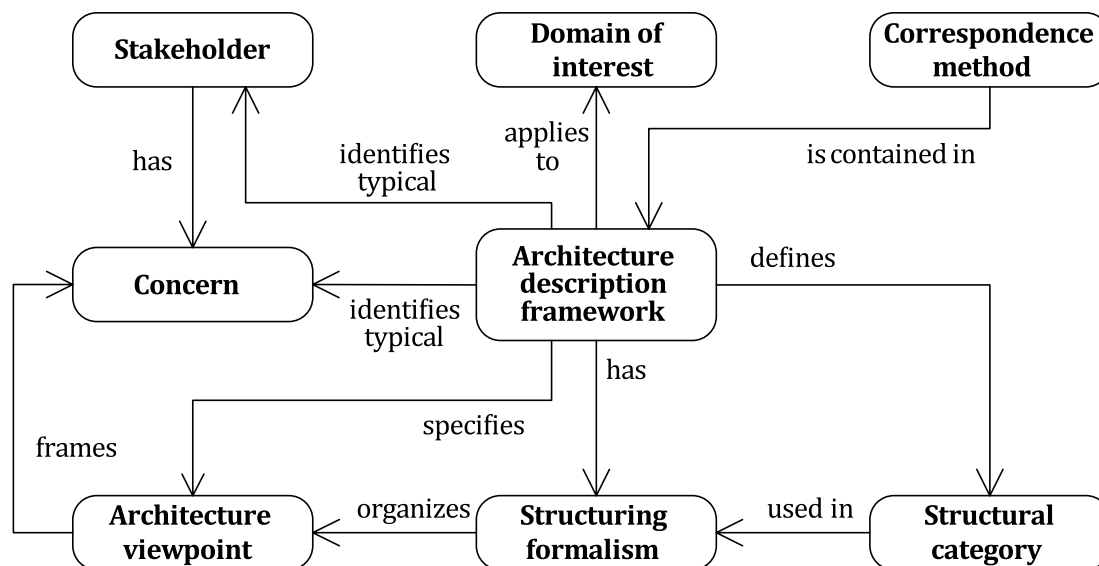 Stakeholder
Domain of
interest
Correspondence
method
has
identifies
typical
applies
to
is contained in
Concern
identifies
typical
Architecture
description
framework
defines
has
frames
specifies
Architecture
viewpoint
organizes
Structuring
formalism
used in
Structural
category